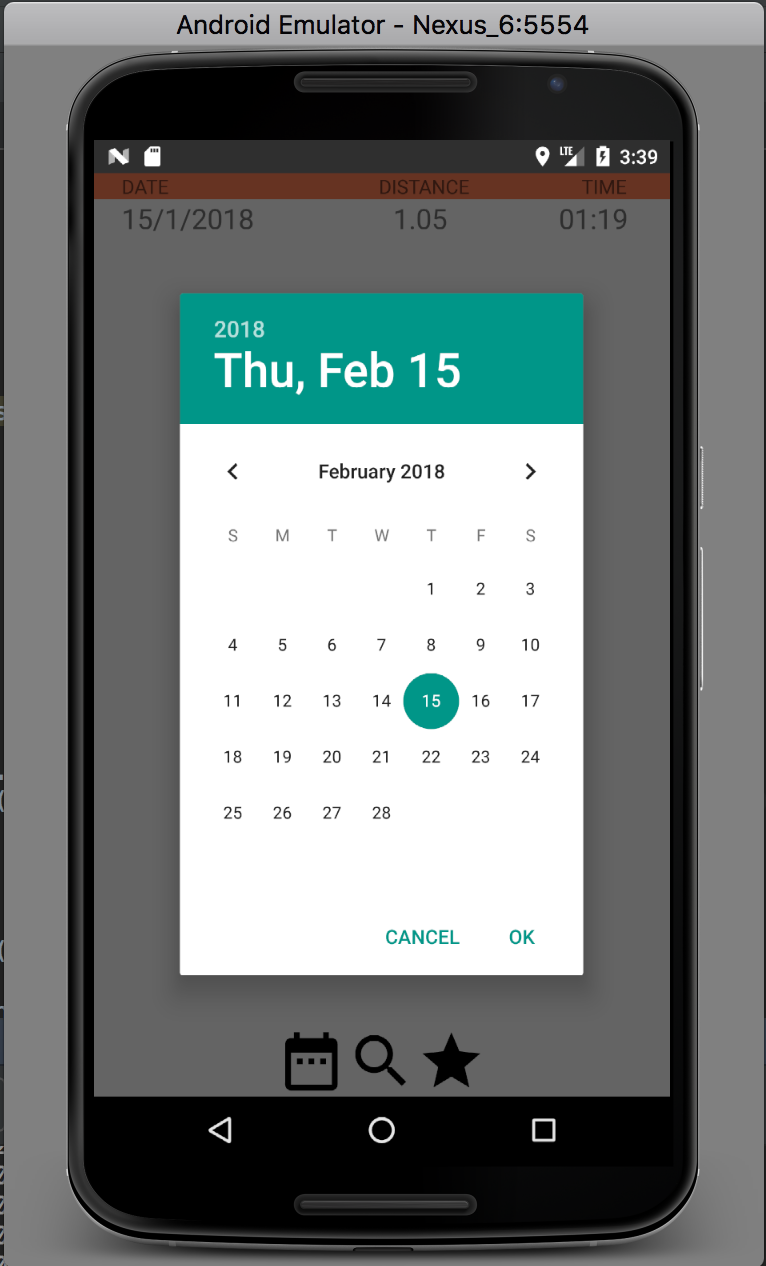 Android Emulator - Nexus_6:5554
LTE 3:39
DATE DISTANCE TIME
15/1/2018 1.05 01:19
2018
Thu, Feb 15
February 2018
S M T W T F S
1 2 3
4 5 6 7 8 9 10
11 12 13 14 15 16 17
18 19 20 21 22 23 24
25 26 27 28
CANCEL OK